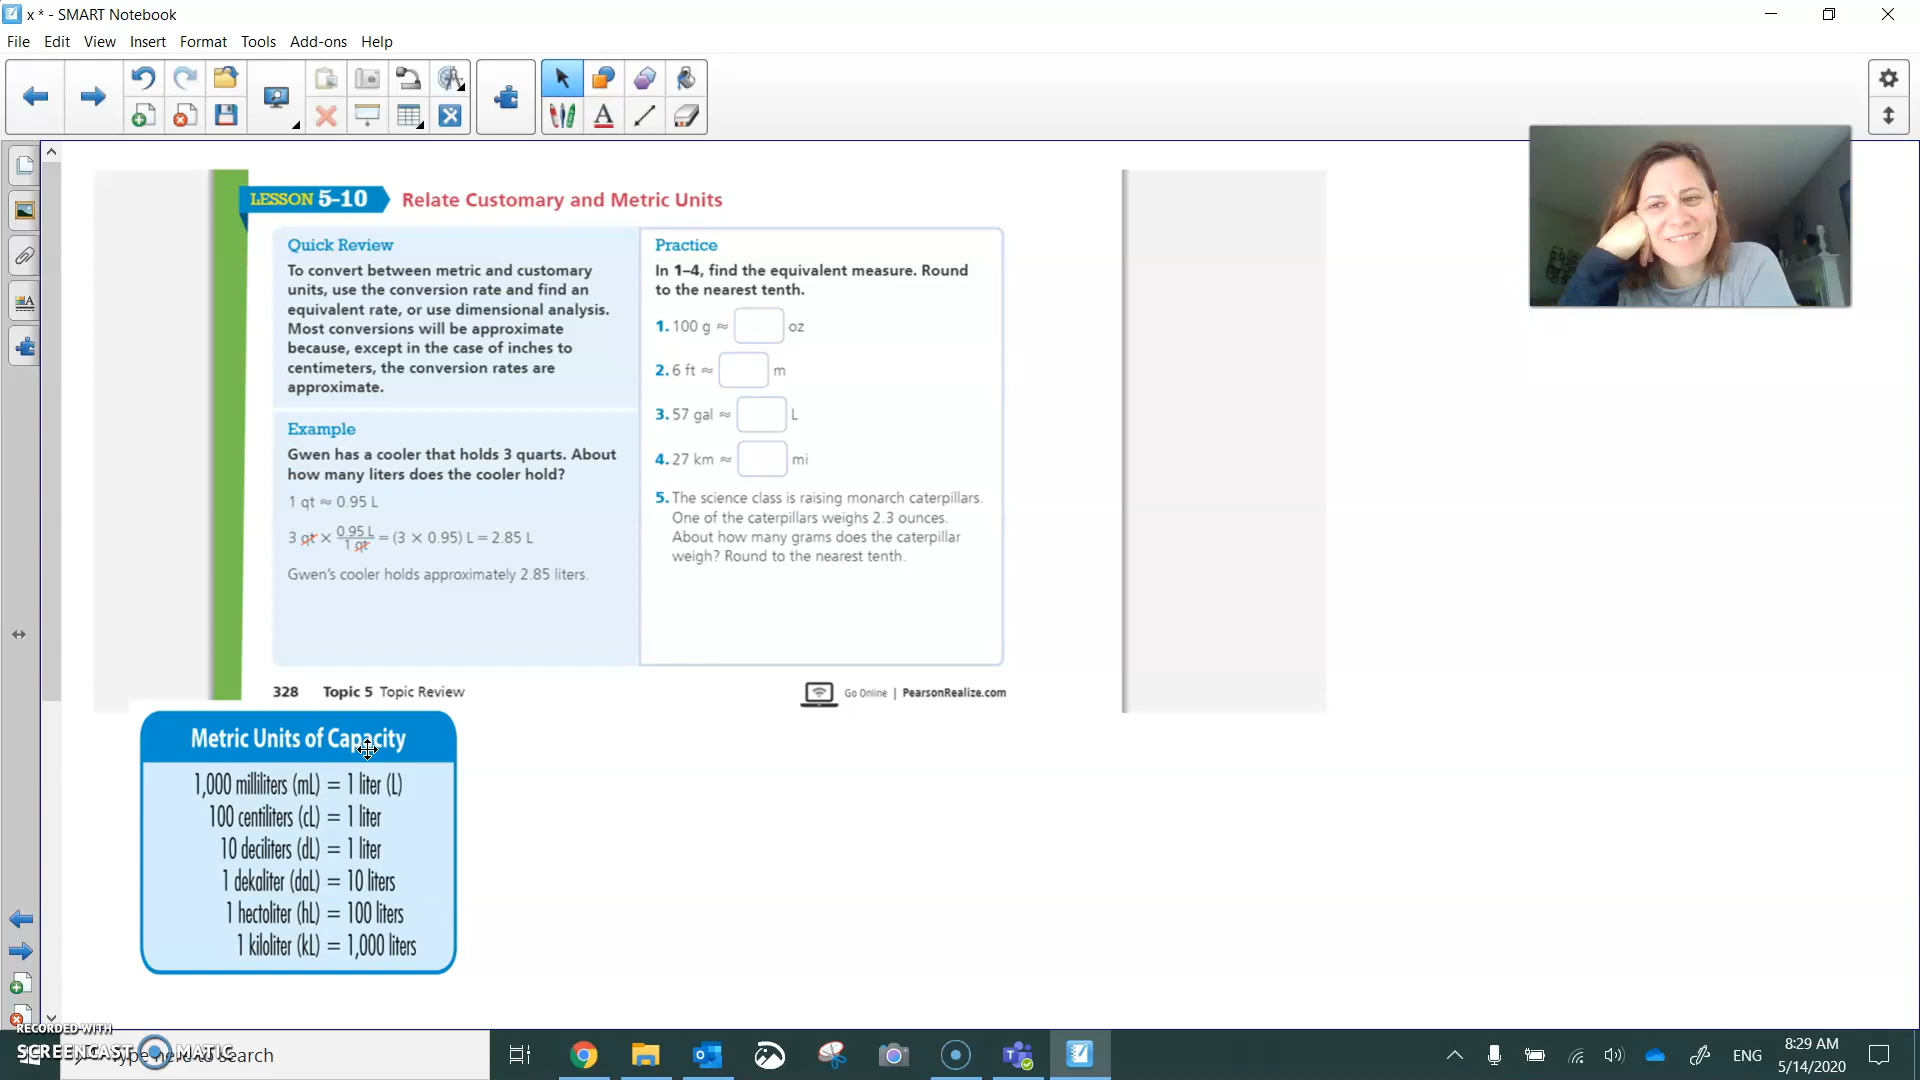 x * - SMART Notebook
File Edit View Insert Format Tools Add-ons Help
LESSON 5-10 Relate Customary and Metric Units
Quick Review
To convert between metric and customary
units, use the conversion rate and find an
equivalent rate, or use dimensional analysis.
Most conversions will be approximate
because, except in the case of inches to
centimeters, the conversion rates are
approximate.
Example
Gwen has a cooler that holds 3 quarts. About
how many liters does the cooler hold?
1 qt ≈ 0.95 L
3 qt × 0.95 L / 1 qt = (3 × 0.95) L = 2.85 L
Gwen's cooler holds approximately 2.85 liters.
Practice
In 1–4, find the equivalent measure. Round
to the nearest tenth.
1. 100 g ≈ oz
2. 6 ft ≈ m
3. 57 gal ≈ L
4. 27 km ≈ mi
5. The science class is raising monarch caterpillars.
One of the caterpillars weighs 2.3 ounces.
About how many grams does the caterpillar
weigh? Round to the nearest tenth.
328 Topic 5 Topic Review
Go Online | PearsonRealize.com
Metric Units of Capacity
1,000 milliliters (mL) = 1 liter (L)
100 centiliters (cL) = 1 liter
10 deciliters (dL) = 1 liter
1 dekaliter (daL) = 10 liters
1 hectoliter (hL) = 100 liters
1 kiloliter (kL) = 1,000 liters
RECORDED WITH
SCREENCAST MATIC
Type here to search
ENG
8:29 AM
5/14/2020